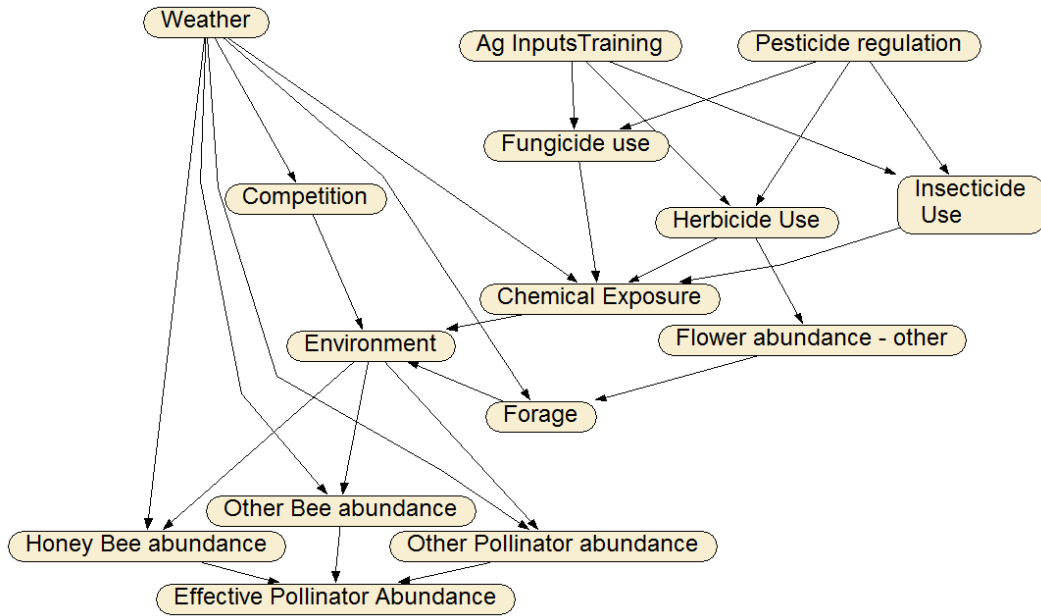 Weather
Ag InputsTraining
Pesticide regulation
Fungicide use
Competition
Insecticide
Use
Herbicide Use
Chemical Exposure
Environment
Flower abundance - other
Forage
Other Bee abundance
Honey Bee abundance
Other Pollinator abundance
Effective Pollinator Abundance